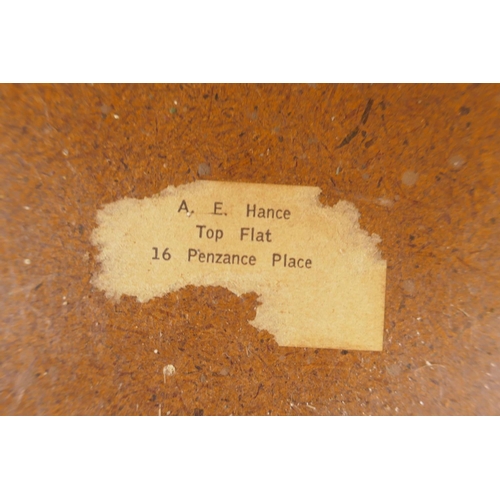 A. E. Hance
Top Flat
16 Penzance Place